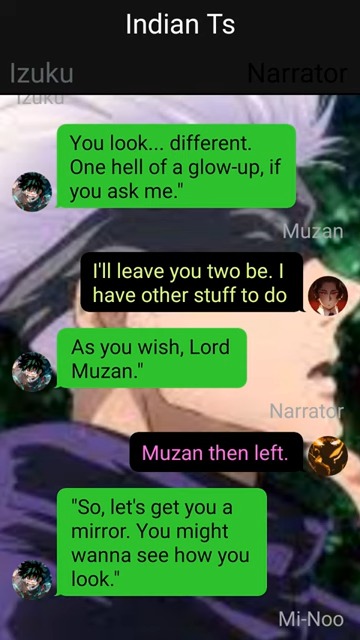 Indian Ts
Izuku
Narrator
Izuku
You look... different.
One hell of a glow-up, if
you ask me."
Muzan
I'll leave you two be. I
have other stuff to do
As you wish, Lord
Muzan."
Narrator
Muzan then left.
"So, let's get you a
mirror. You might
wanna see how you
look."
Mi-Noo